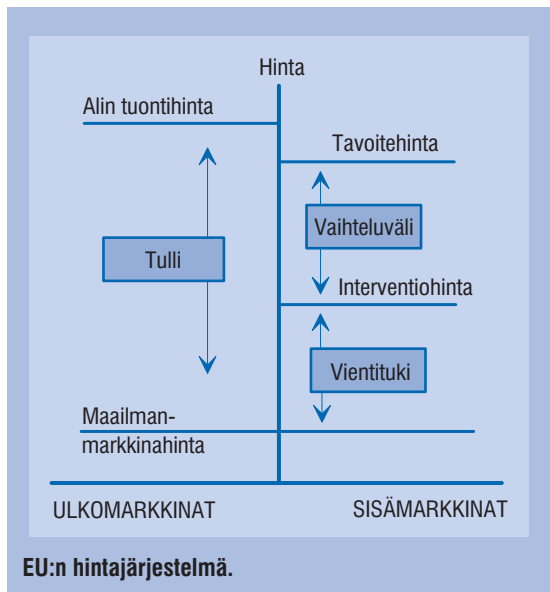 Hinta
Alin tuontihinta
Tavoitehinta
Vaihteluväli
Tulli
Interventiohinta
Vientituki
Maailman-
markkinahinta
ULKOMARKKINAT
SISÄMARKKINAT
EU:n hintajärjestelmä.